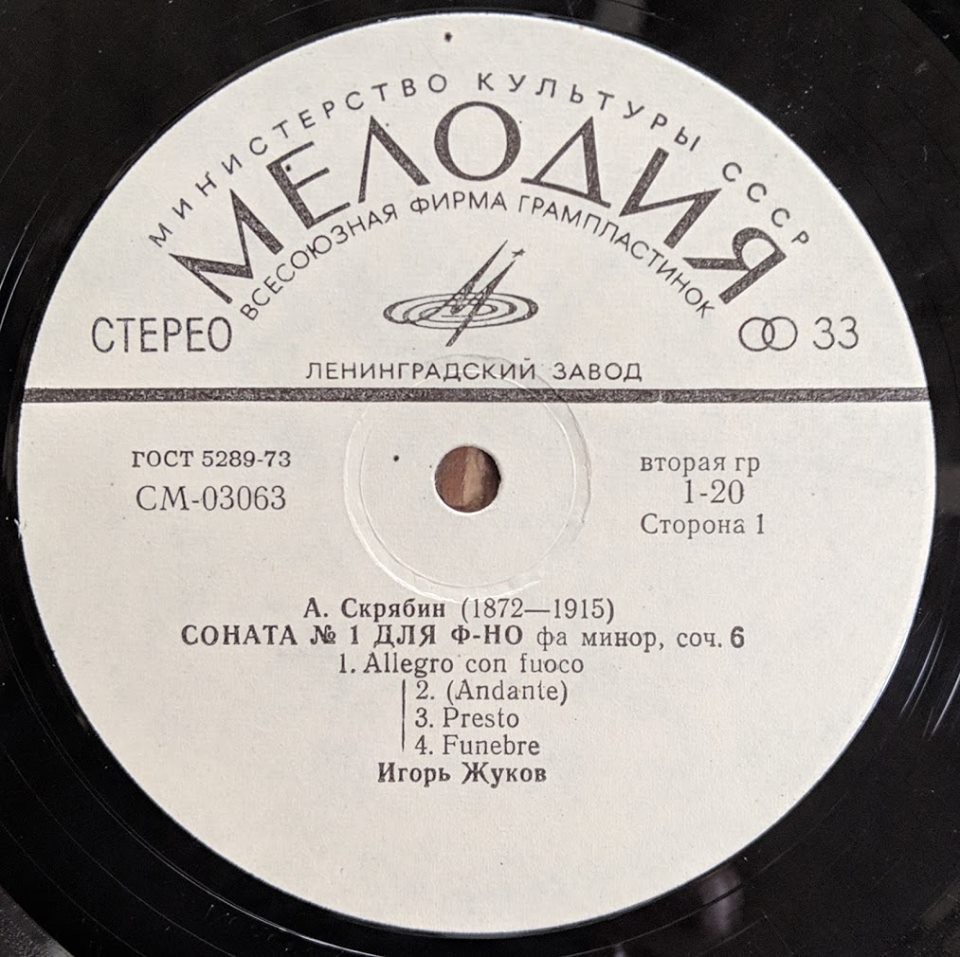 МИНИСТЕРСТВО КУЛЬТУРЫ СССР
МЕЛОДИЯ
ВСЕСОЮЗНАЯ ФИРМА ГРАМПЛАСТИНОК
СТЕРЕО
33
ЛЕНИНГРАДСКИЙ ЗАВОД
ГОСТ 5289-73
СМ-03063
вторая гр
1-20
Сторона 1
А. Скрябин (1872—1915)
СОНАТА № 1 ДЛЯ Ф-НО фа минор, соч. 6
1. Allegro con fuoco
2. (Andante)
3. Presto
4. Funebre
Игорь Жуков